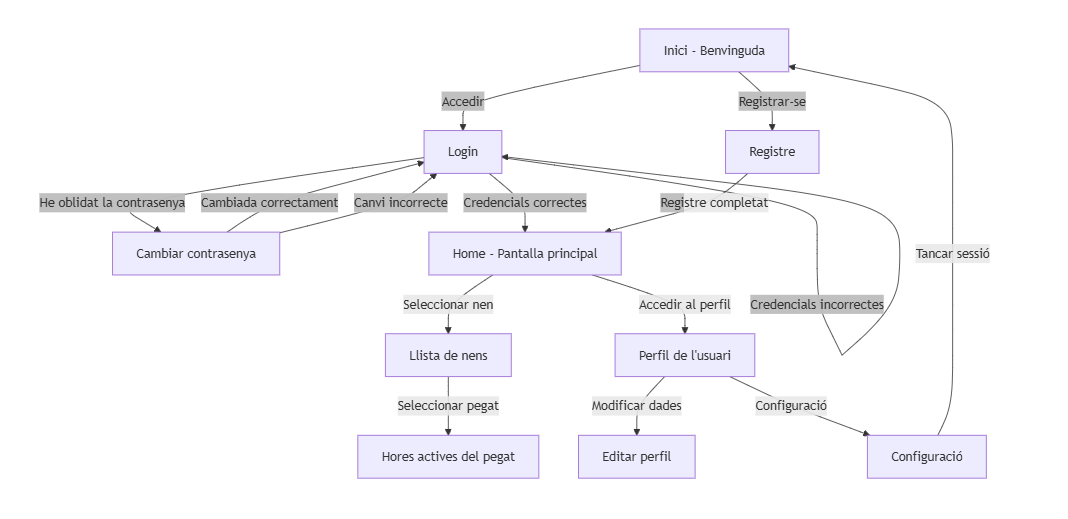 Inici - Benvinguda
Accedir
Registrar-se
Login
Registre
He oblidat la contrasenya
Cambiada correctament
Canvi incorrecte
Credencials correctes
Registre completat
Cambiar contrasenya
Home - Pantalla principal
Tancar sessió
Seleccionar nen
Accedir al perfil
Credencials incorrectes
Llista de nens
Perfil de l'usuari
Seleccionar pegat
Modificar dades
Configuració
Hores actives del pegat
Editar perfil
Configuració